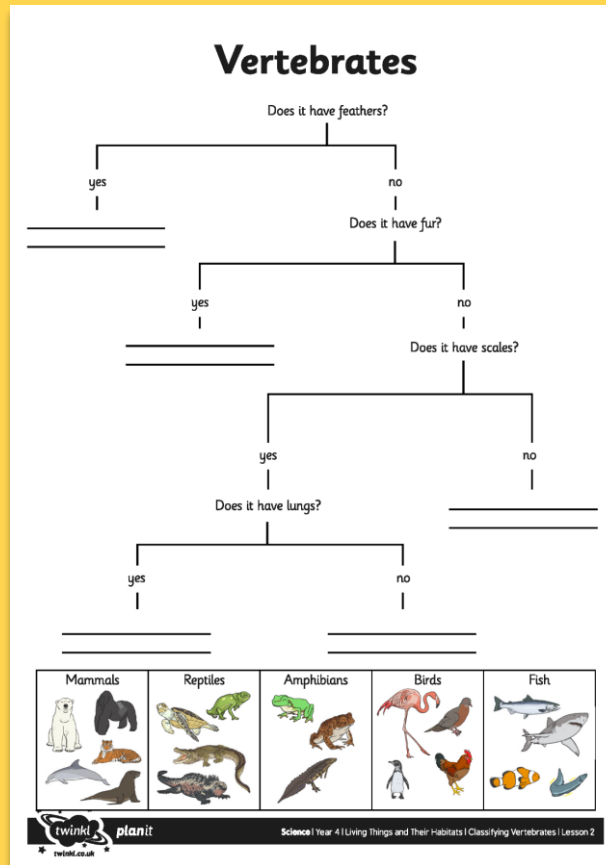 Vertebrates
Does it have feathers?
yes
no
Does it have fur?
yes
no
Does it have scales?
yes
no
Does it have lungs?
yes
no
Mammals
Reptiles
Amphibians
Birds
Fish
twinkl
planit
Science | Year 4 | Living Things and Their Habitats | Classifying Vertebrates | Lesson 2
twinkl.co.uk